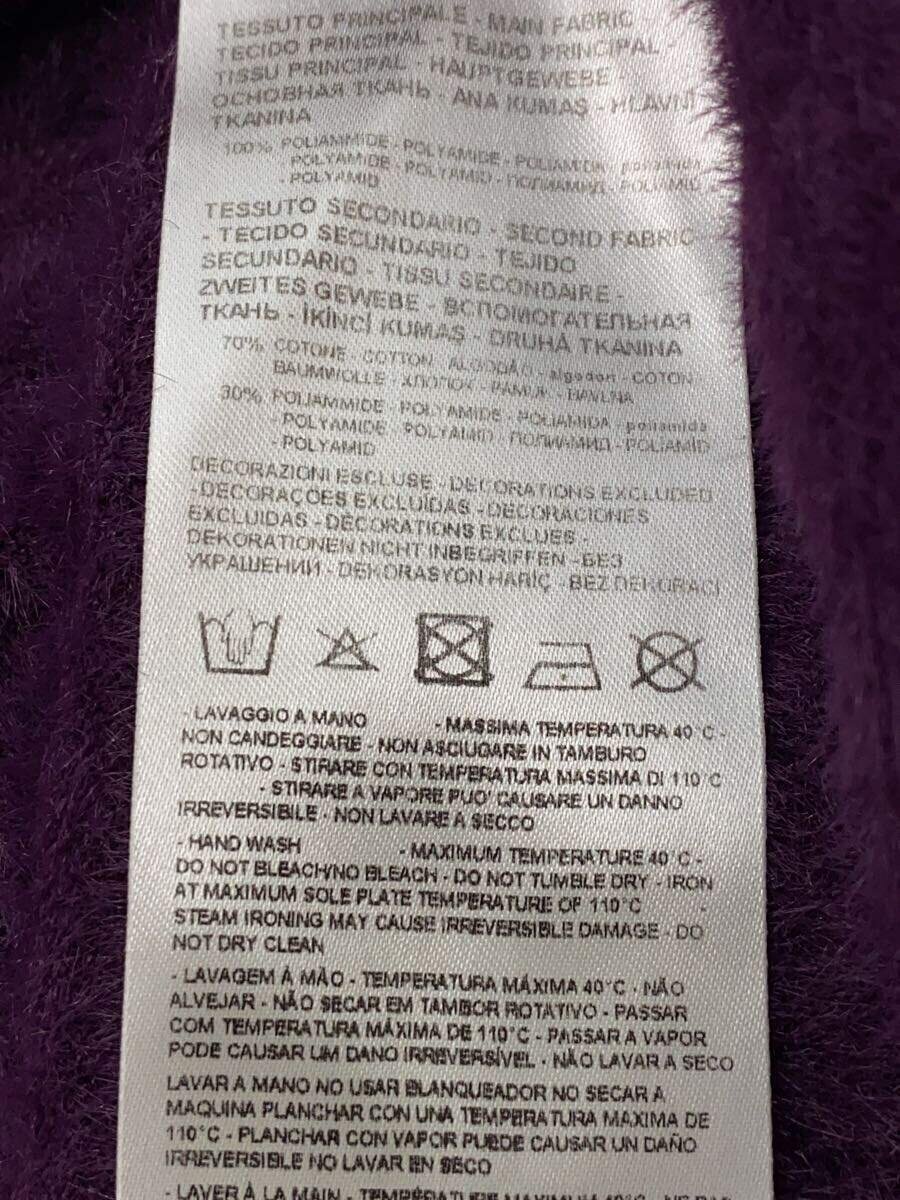 TESSUTO PRINCIPALE - MAIN FABRIC -
TECIDO PRINCIPAL - TEJIDO PRINCIPAL -
TISSU PRINCIPAL - HAUPTGEWEBE -
ОСНОВНАЯ ТКАНЬ - ANA KUMAŞ - HLAVNÍ
TKANINA
100% POLIAMMIDE - POLYAMIDE - POLIAMIDA - poliamida
POLYAMIDE - POLYAMID - ПОЛИАМИД - POLIAMID
- POLYAMID
TESSUTO SECONDARIO - SECOND FABRIC
- TECIDO SECUNDARIO - TEJIDO
SECUNDARIO - TISSU SECONDAIRE -
ZWEITES GEWEBE - ВСПОМОГАТЕЛЬНАЯ
ТКАНЬ - İKİNCİ KUMAŞ - DRUHÁ TKANINA
70% COTONE - COTTON - ALGODÃO - algodon - COTON -
BAUMWOLLE - ХЛОПОК - PAMUK - BAVLNA
30% POLIAMMIDE - POLYAMIDE - POLIAMIDA - poliamida
- POLYAMIDE - POLYAMID - ПОЛИАМИД - POLIAMID
- POLYAMID
DECORAZIONI ESCLUSE - DECORATIONS EXCLUDED
- DECORAÇÕES EXCLUÍDAS - DECORACIONES
EXCLUIDAS - DECORATIONS EXCLUES -
DEKORATIONEN NICHT INBEGRIFFEN - БЕЗ
УКРАШЕНИЙ - DEKORASYON HARİÇ - BEZ DEKORACÍ
- LAVAGGIO A MANO - MASSIMA TEMPERATURA 40°C -
NON CANDEGGIARE - NON ASCIUGARE IN TAMBURO
ROTATIVO - STIRARE CON TEMPERATURA MASSIMA DI 110°C
- STIRARE A VAPORE PUO' CAUSARE UN DANNO
IRREVERSIBILE - NON LAVARE A SECCO
- HAND WASH - MAXIMUM TEMPERATURE 40°C -
DO NOT BLEACH/NO BLEACH - DO NOT TUMBLE DRY - IRON
AT MAXIMUM SOLE PLATE TEMPERATURE OF 110°C -
STEAM IRONING MAY CAUSE IRREVERSIBLE DAMAGE - DO
NOT DRY CLEAN
- LAVAGEM À MÃO - TEMPERATURA MÁXIMA 40°C - NÃO
ALVEJAR - NÃO SECAR EM TAMBOR ROTATIVO - PASSAR
COM TEMPERATURA MÁXIMA DE 110°C - PASSAR A VAPOR
PODE CAUSAR UM DANO IRREVERSÍVEL - NÃO LAVAR A SECO
LAVAR A MANO NO USAR BLANQUEADOR NO SECAR A
MAQUINA PLANCHAR CON UNA TEMPERATURA MAXIMA DE
110°C - PLANCHAR CON VAPOR PUEDE CAUSAR UN DAÑO
IRREVERSIBLE NO LAVAR EN SECO
- LAVER À LA MAIN - TEMPÉRATURE